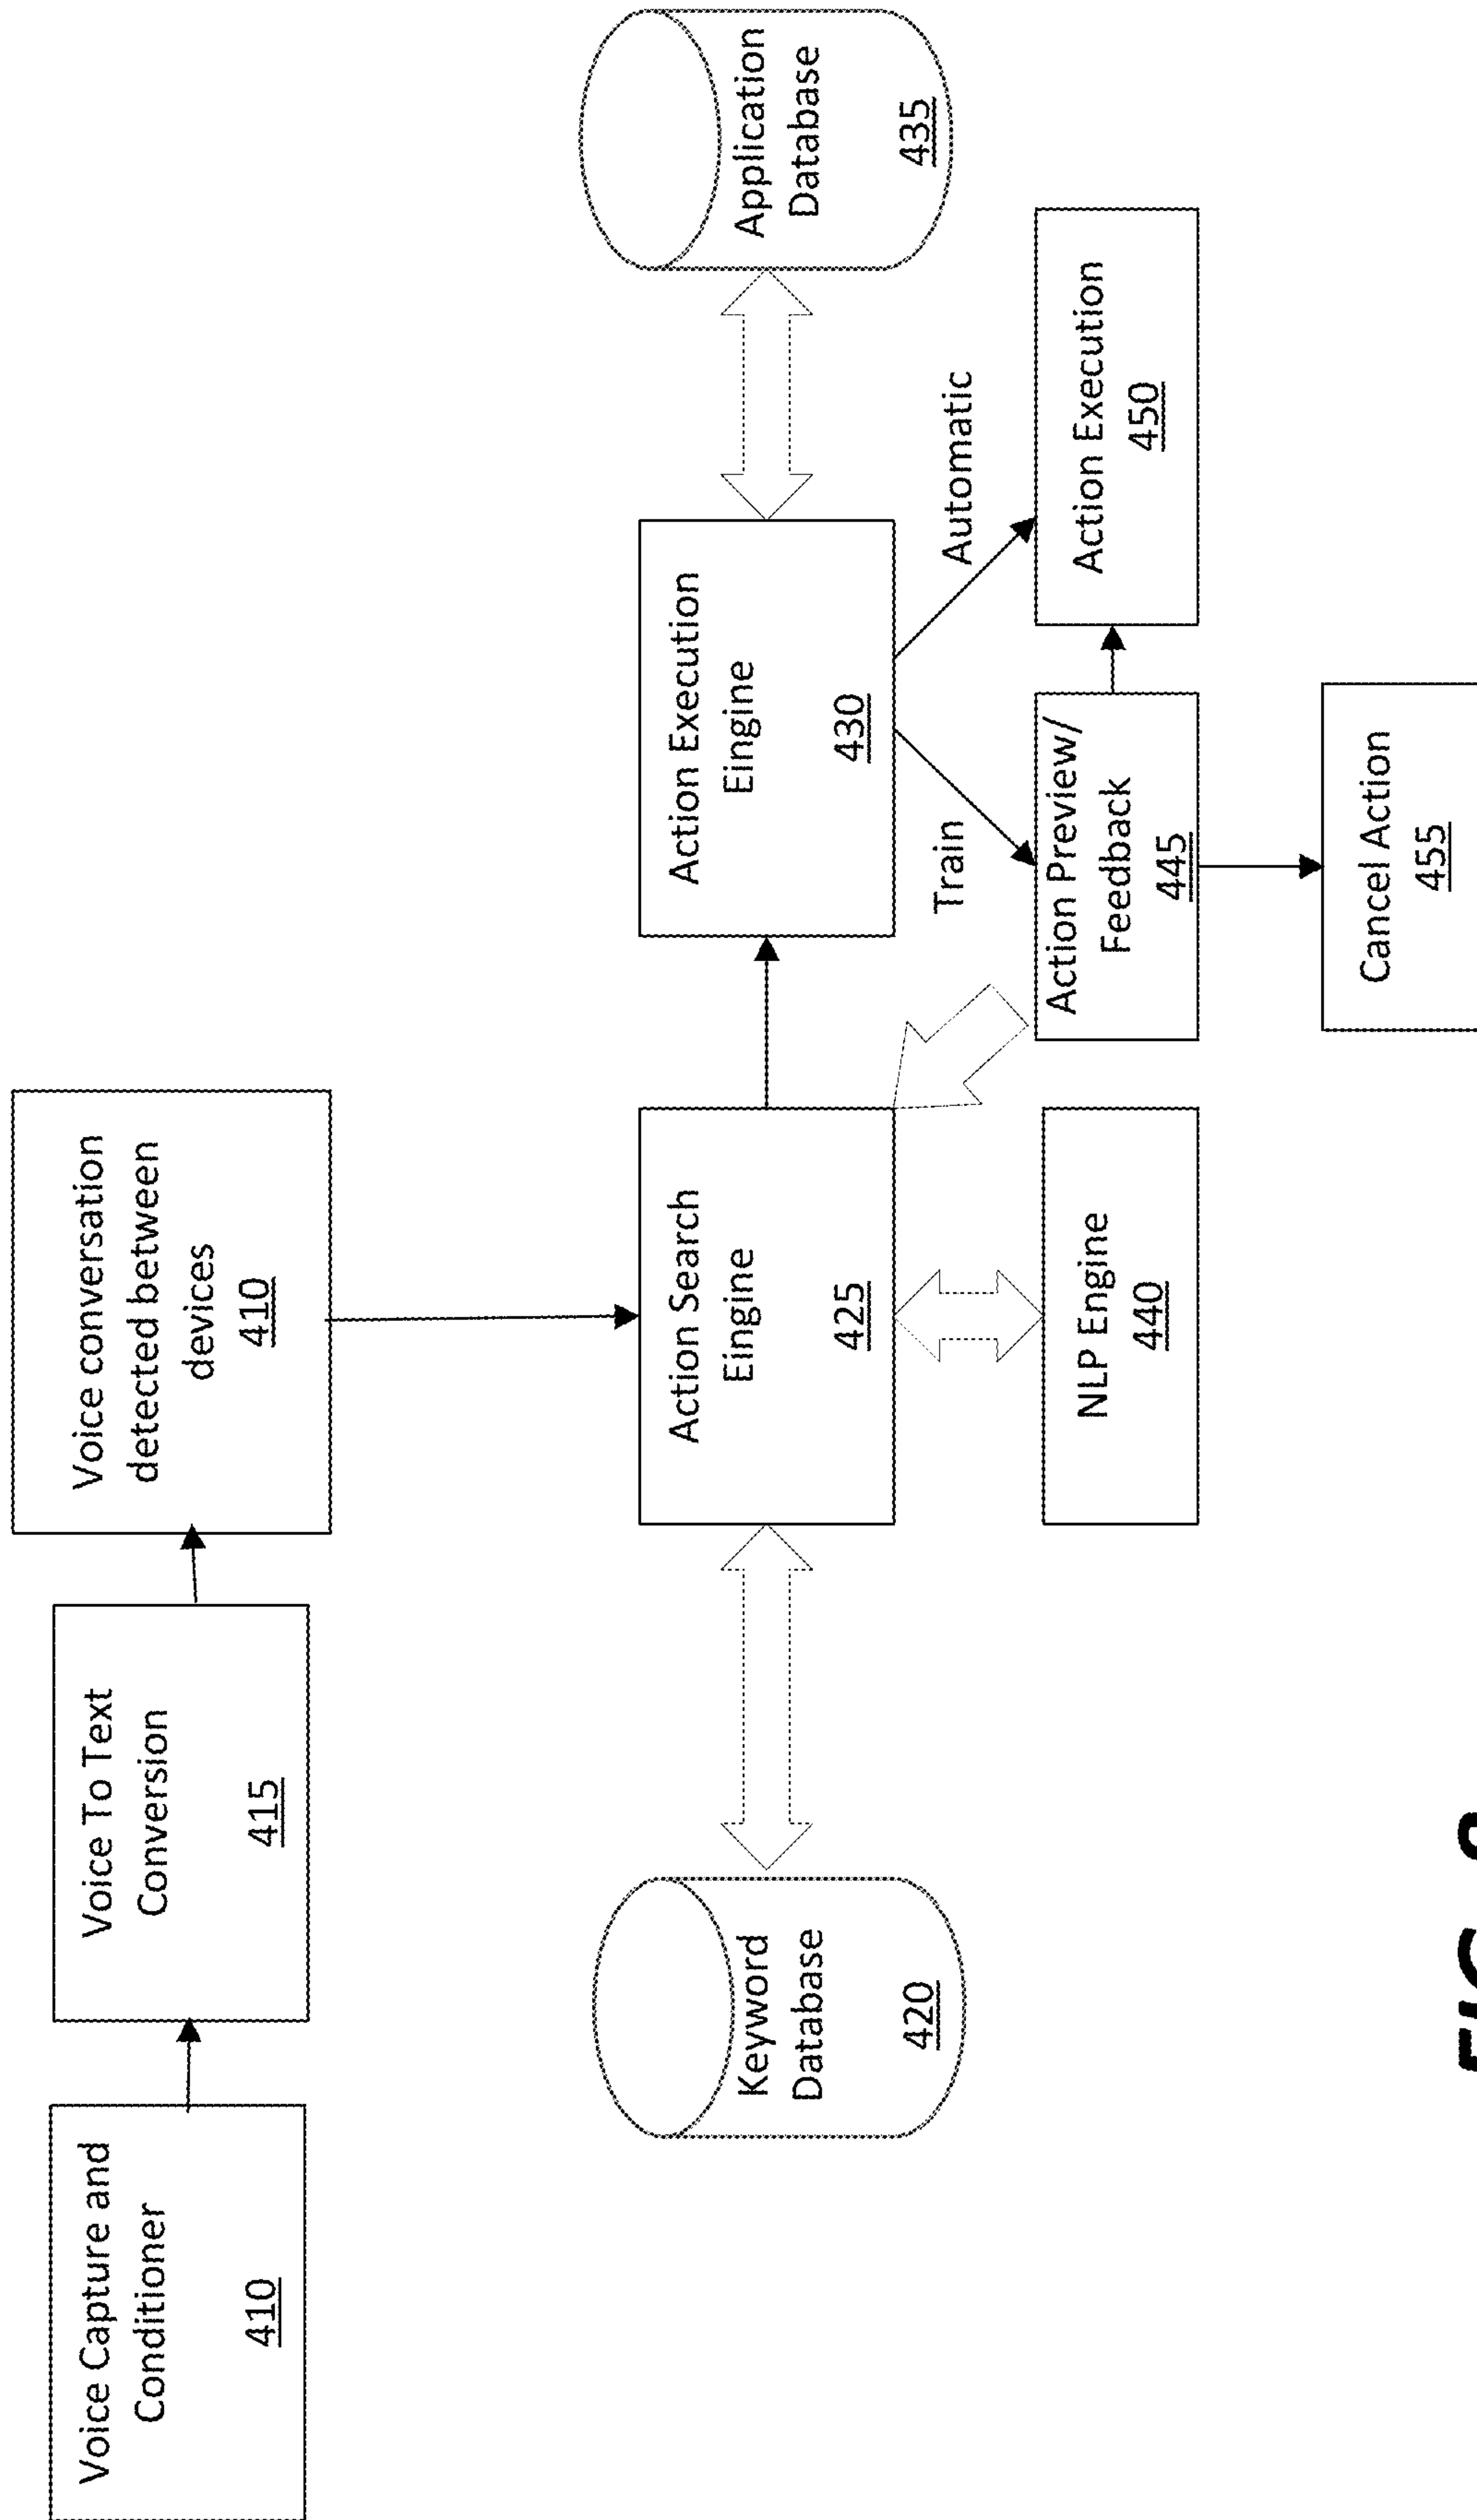 Voice Capture and
Conditioner
410
Voice To Text
Conversion
415
Voice conversation
detected between
devices
410
Keyword
Database
420
Action Search
Eingine
425
Action Execution
Eingine
430
Application
Database
435
Train
Automatic
NLP Engine
440
Action Preview/
Feedback
445
Action Execution
450
Cancel Action
455
FIG.